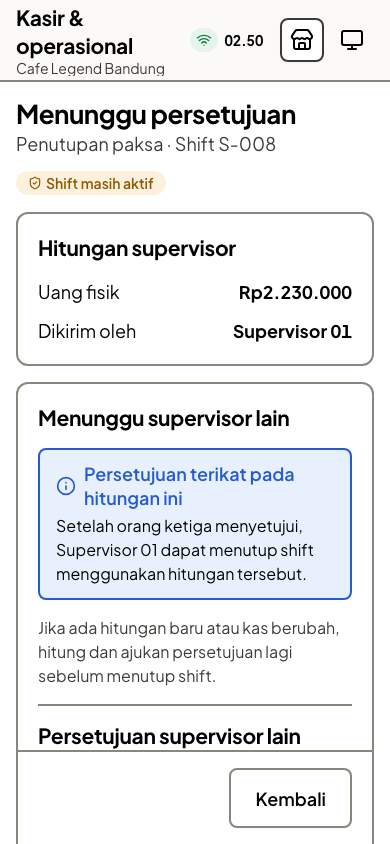 Kasir &
operasional
Cafe Legend Bandung
02.50
Menunggu persetujuan
Penutupan paksa · Shift S-008
Shift masih aktif
Hitungan supervisor
Uang fisik Rp2.230.000
Dikirim oleh Supervisor 01
Menunggu supervisor lain
Persetujuan terikat pada
hitungan ini
Setelah orang ketiga menyetujui,
Supervisor 01 dapat menutup shift
menggunakan hitungan tersebut.
Jika ada hitungan baru atau kas berubah,
hitung dan ajukan persetujuan lagi
sebelum menutup shift.
Persetujuan supervisor lain
Kembali